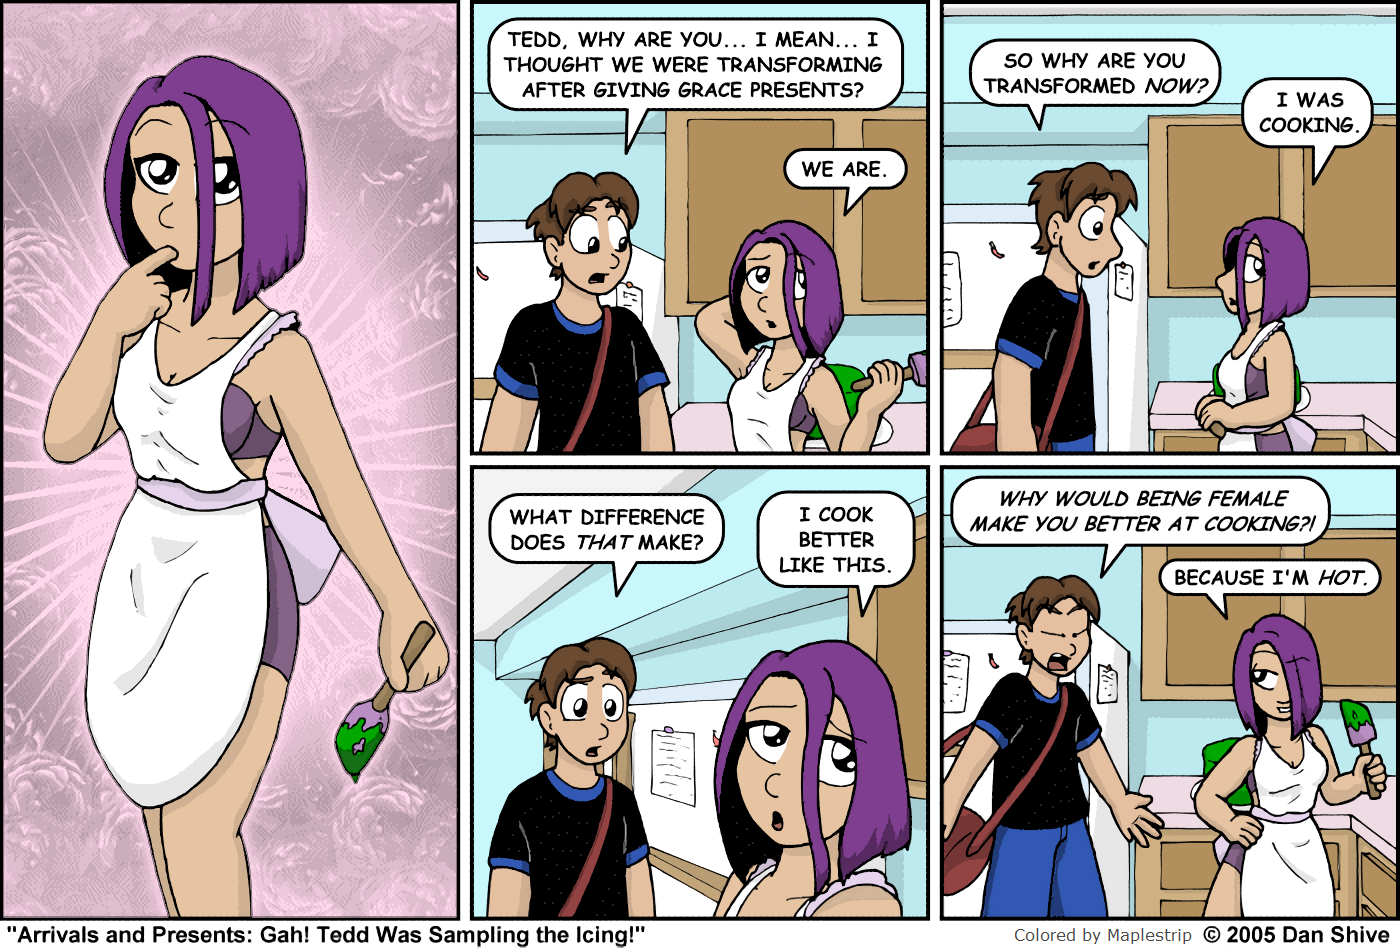 TEDD, WHY ARE YOU... I MEAN... I
THOUGHT WE WERE TRANSFORMING
AFTER GIVING GRACE PRESENTS?
WE ARE.
SO WHY ARE YOU
TRANSFORMED NOW?
I WAS
COOKING.
WHAT DIFFERENCE
DOES THAT MAKE?
I COOK
BETTER
LIKE THIS.
WHY WOULD BEING FEMALE
MAKE YOU BETTER AT COOKING?!
BECAUSE I'M HOT.
"Arrivals and Presents: Gah! Tedd Was Sampling the Icing!"
Colored by Maplestrip © 2005 Dan Shive